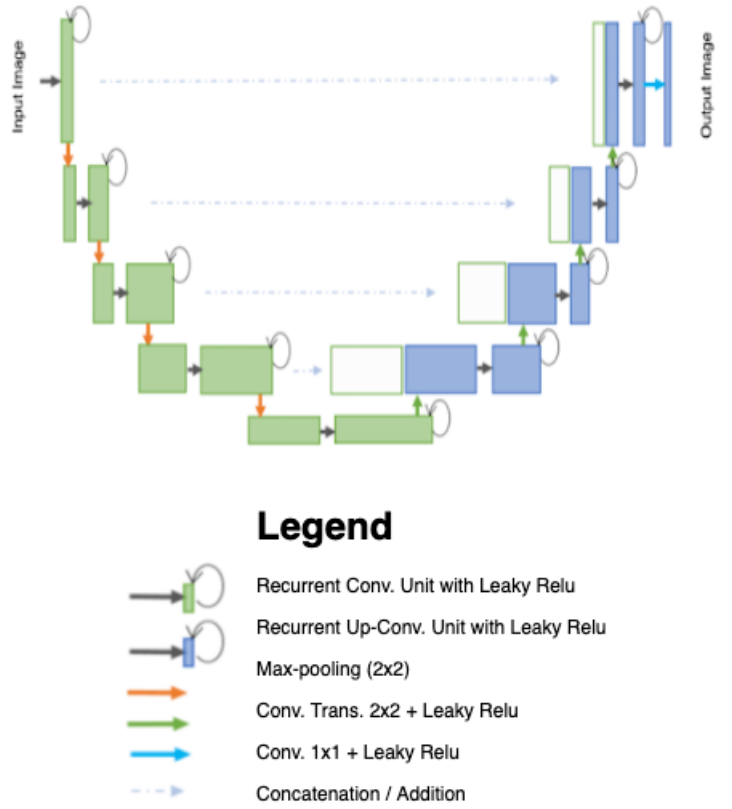 Input Image
Output Image
Legend
Recurrent Conv. Unit with Leaky Relu
Recurrent Up-Conv. Unit with Leaky Relu
Max-pooling (2x2)
Conv. Trans. 2x2 + Leaky Relu
Conv. 1x1 + Leaky Relu
Concatenation / Addition